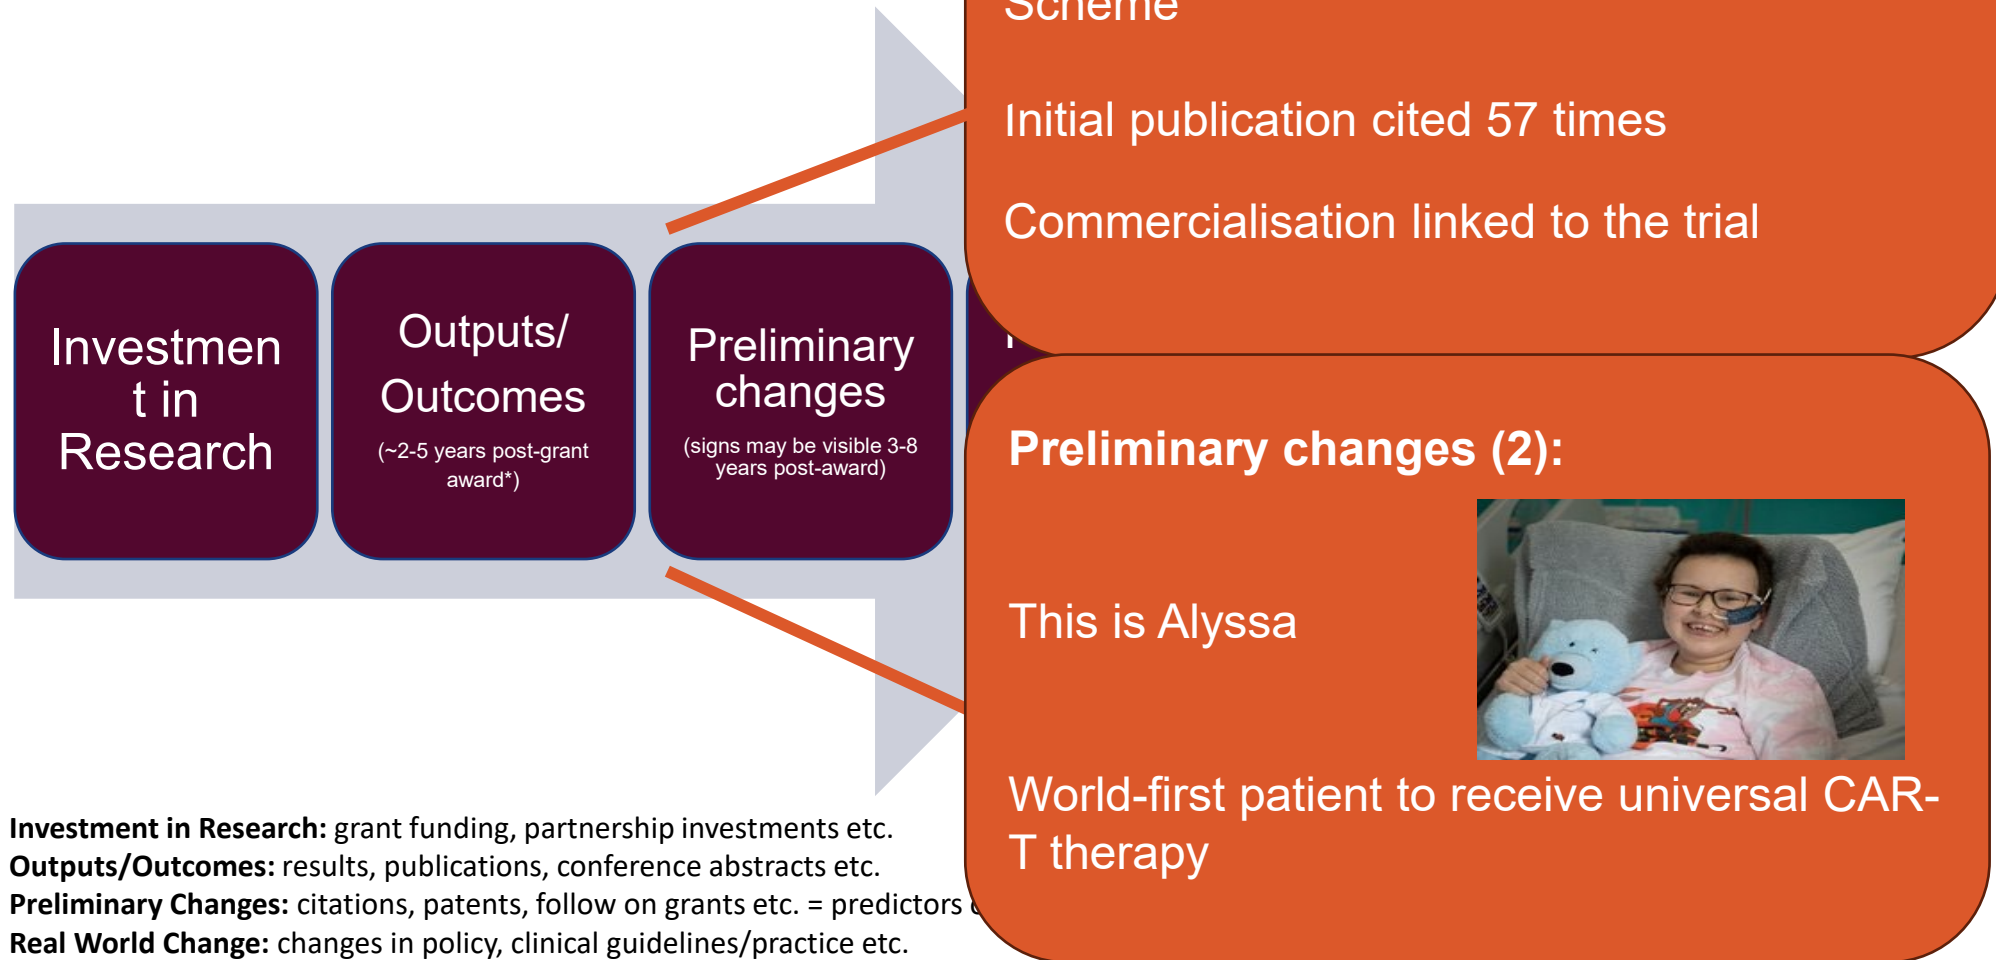 Scheme
Initial publication cited 57 times
Commercialisation linked to the trial
Investmen
t in
Research
Outputs/
Outcomes
(~2-5 years post-grant
award*)
Preliminary
changes
(signs may be visible 3-8
years post-award)
Preliminary changes (2):
This is Alyssa
World-first patient to receive universal CAR-
T therapy
Investment in Research: grant funding, partnership investments etc.
Outputs/Outcomes: results, publications, conference abstracts etc.
Preliminary Changes: citations, patents, follow on grants etc. = predictors
Real World Change: changes in policy, clinical guidelines/practice etc.